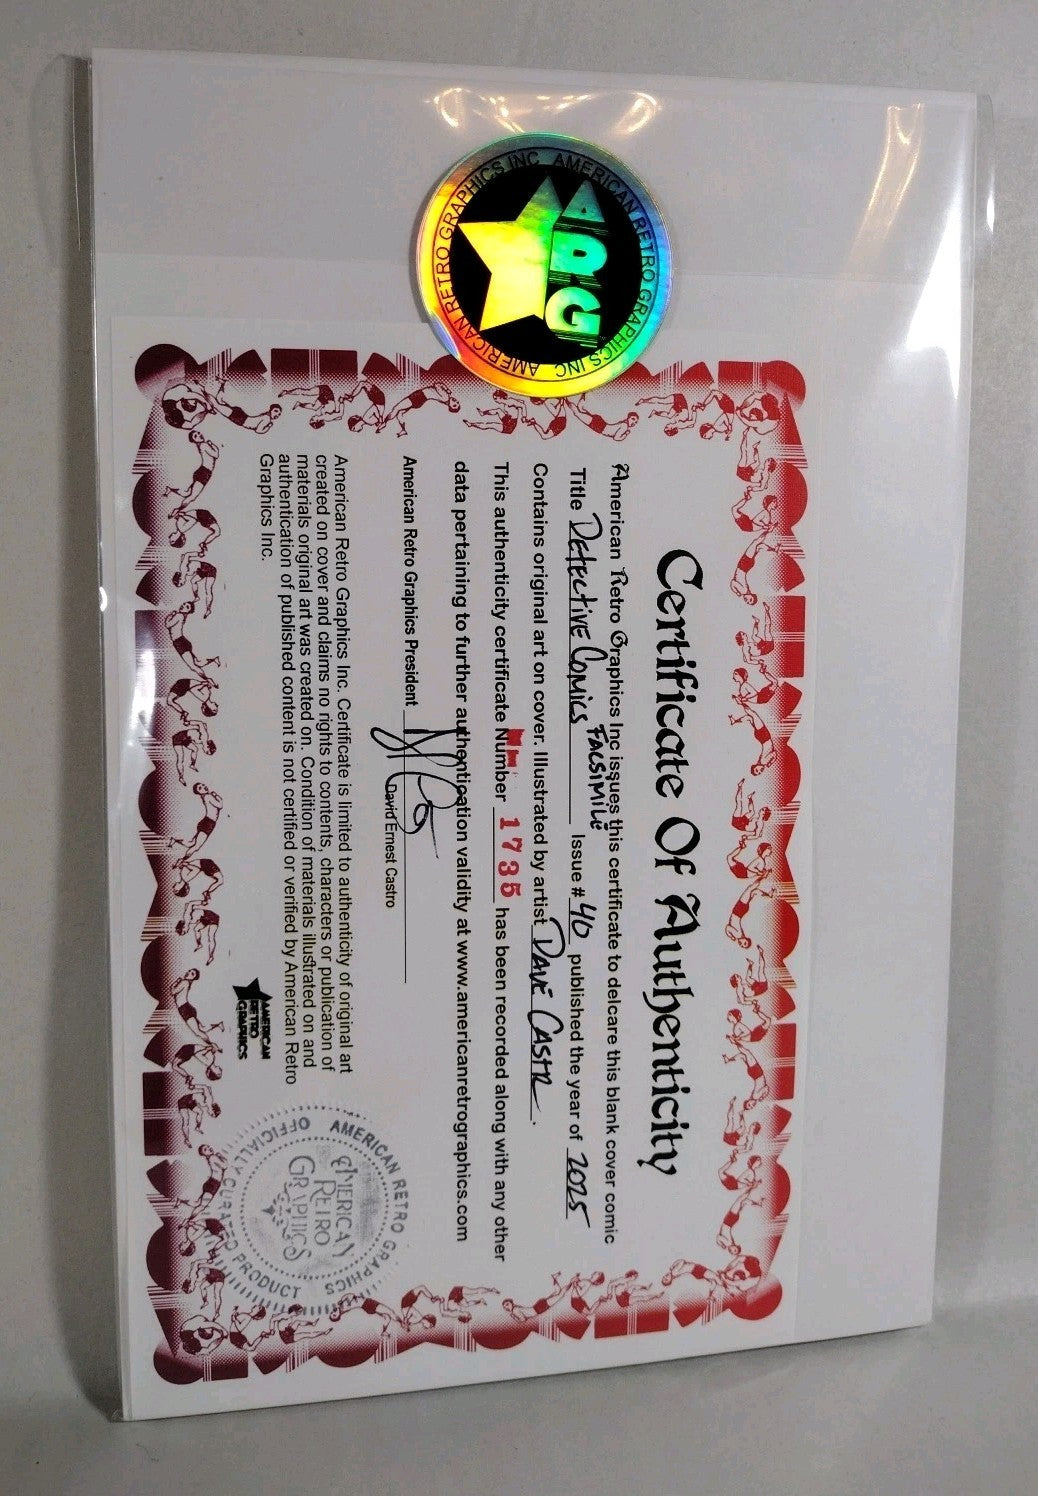 AMERICAN RETRO GRAPHICS INC AMERICAN RETRO GRAPHICS INC
ARG
Certificate Of Authenticity
American Retro Graphics Inc issues this certificate to delcare this blank cover comic
Title Detective Comics FACSIMILE Issue # 40 published the year of 2025
Contains original art on cover. Illustrated by artist DAVE CASTR.
This authenticity certificate Number 1735 has been recorded along with any other
data pertaining to further authentication validity at www.americanretrographics.com
American Retro Graphics President
David Ernest Castro
American Retro Graphics Inc. Certificate is limited to authenticity of original art
created on cover and claims no rights to contents, characters or publication of
materials original art was created on. Condition of materials illustrated on and
authentication of published content is not certified or verified by American Retro
Graphics Inc.
AMERICAN
RETRO
GRAPHICS
AMERICAN RETRO GRAPHICS
OFFICIALLY CURATED PRODUCT
AMERICAN
RETRO
GRAPHICS